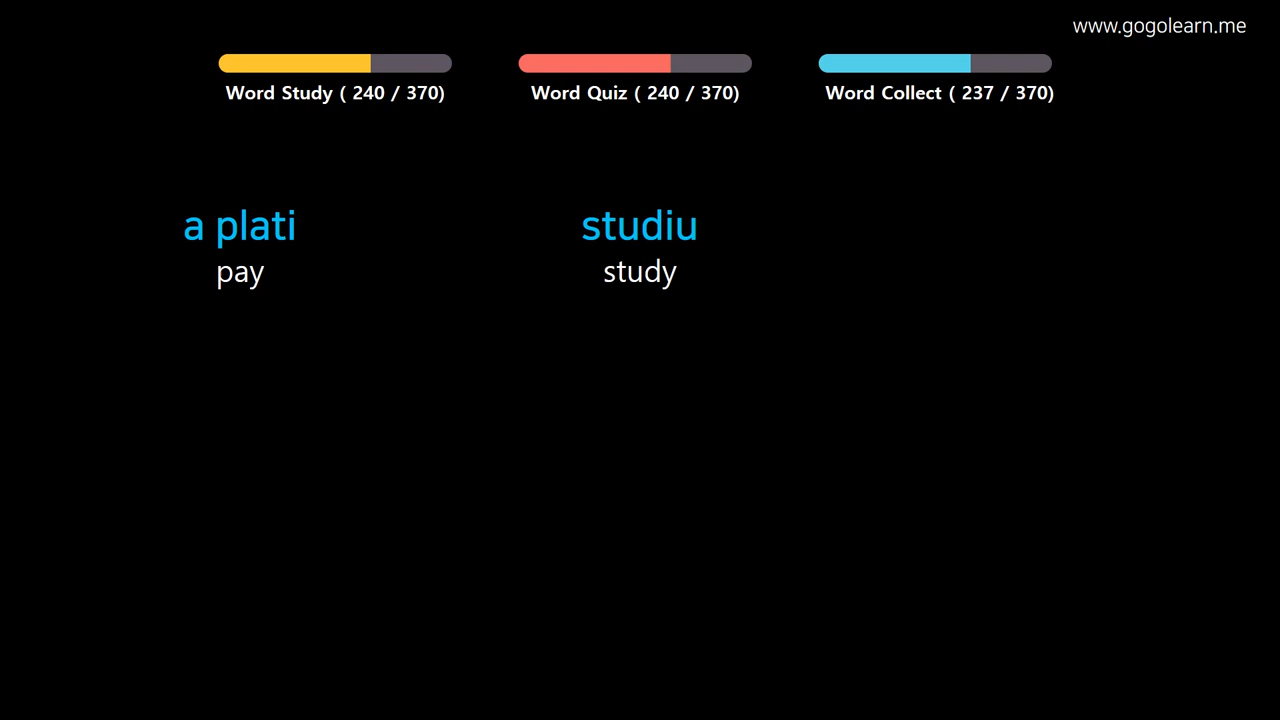 www.gogolearn.me
Word Study ( 240 / 370)
Word Quiz ( 240 / 370)
Word Collect ( 237 / 370)
a plati
pay
studiu
study